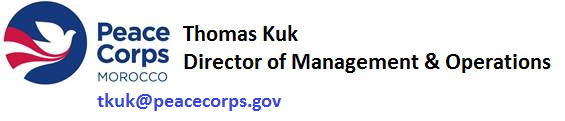 Peace
Corps
MOROCCO
Thomas Kuk
Director of Management & Operations
tkuk@peacecorps.gov